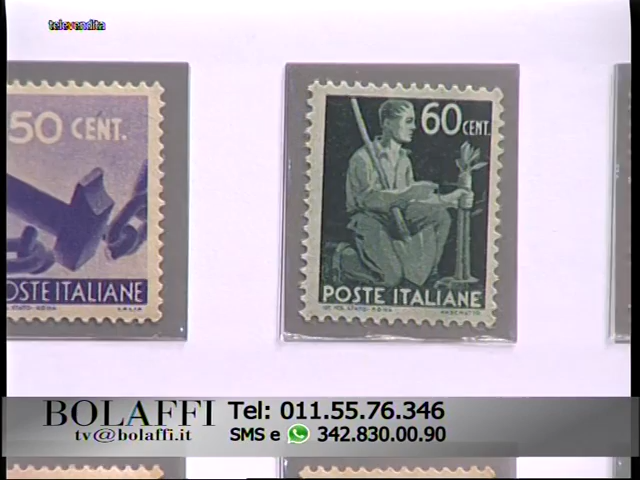 televendita
50 CENT.
OSTE ITALIANE
60 CENT.
POSTE ITALIANE
BOLAFFI
tv@bolaffi.it
Tel: 011.55.76.346
SMS e 342.830.00.90